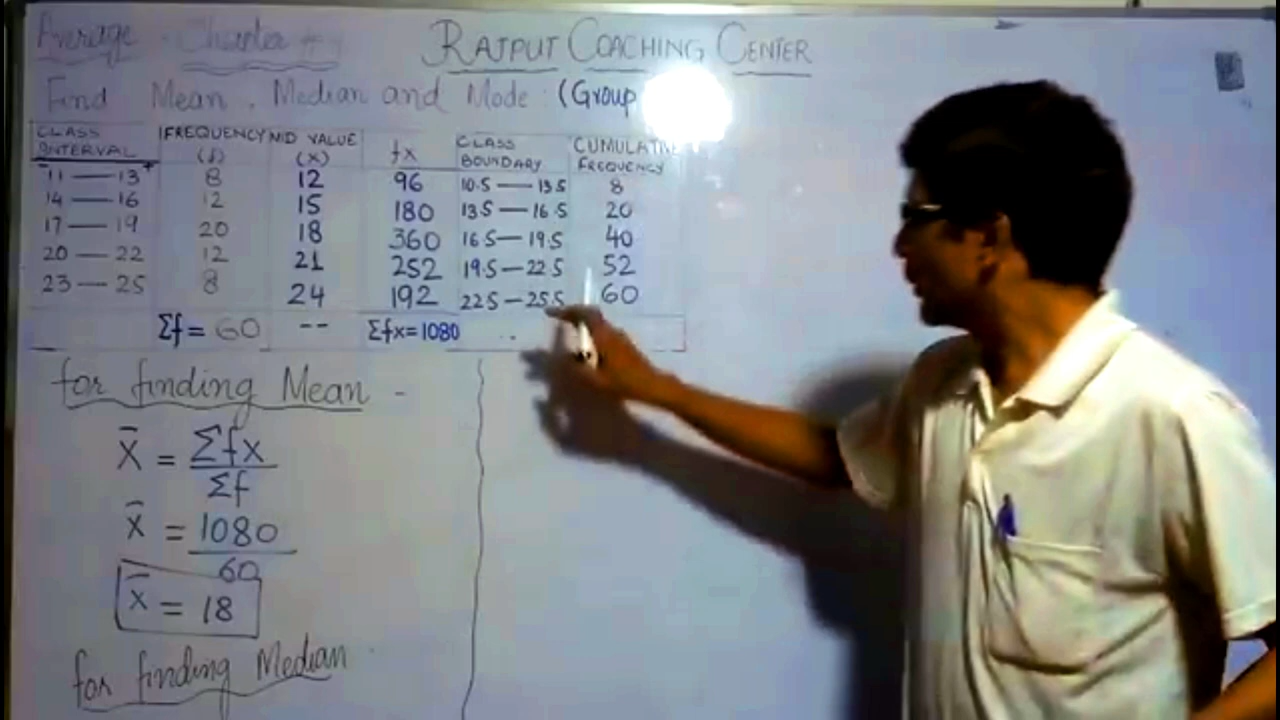 Average Chapter # RAJPUT COACHING CENTER
Find Mean, Median and Mode (Group
CLASS INTERVAL FREQUENCY (f) MID VALUE (X) fx CLASS BOUNDARY CUMULATIVE FREQUENCY
11 — 13 8 12 96 10.5 — 13.5 8
14 — 16 12 15 180 13.5 — 16.5 20
17 — 19 20 18 360 16.5 — 19.5 40
20 — 22 12 21 252 19.5 — 22.5 52
23 — 25 8 24 192 22.5 — 25.5 60
Σf = 60 -- Σfx = 1080
for finding Mean -
X̄ = Σfx / Σf
X̄ = 1080 / 60
X̄ = 18
for finding Median